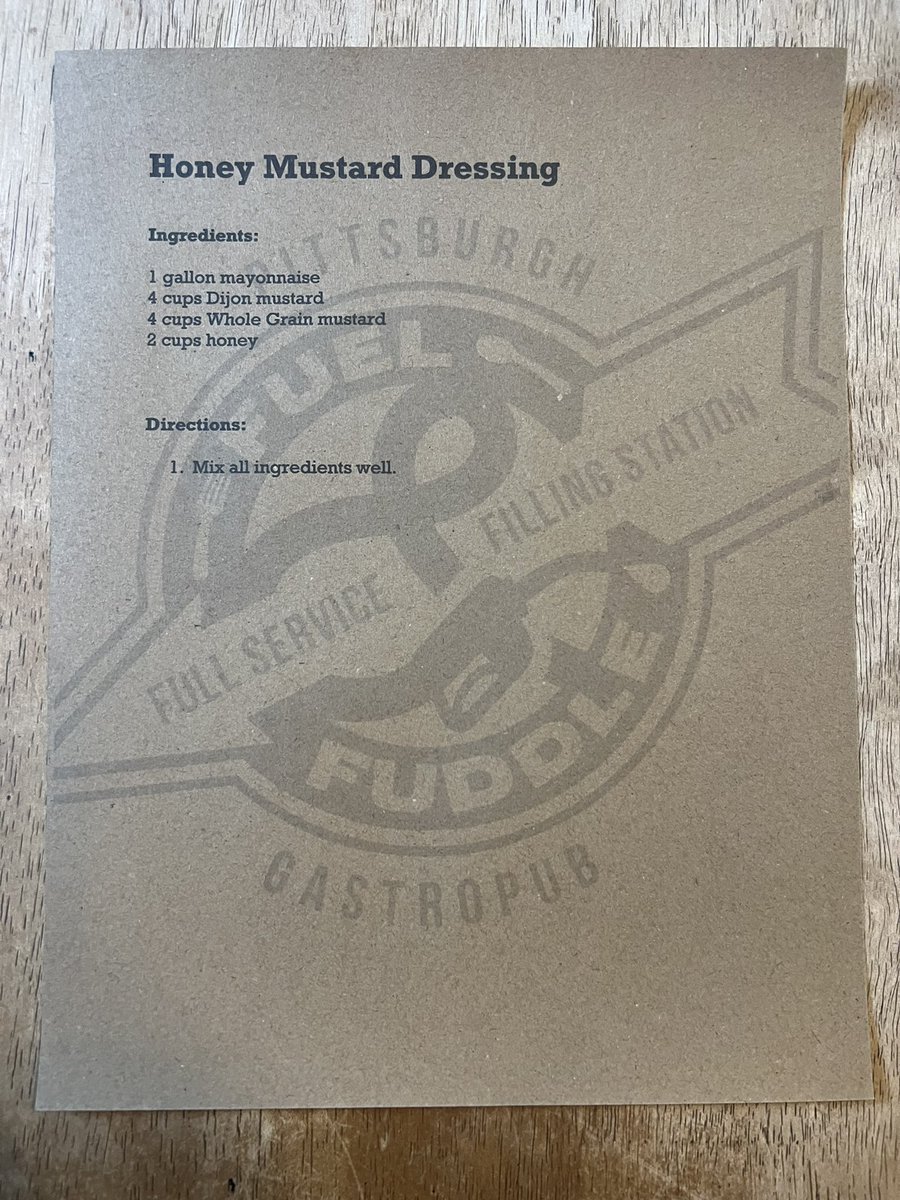 Honey Mustard Dressing
PITTSBURGH
Ingredients:
1 gallon mayonnaise
4 cups Dijon mustard
4 cups Whole Grain mustard
2 cups honey
FUEL
Directions:
1. Mix all ingredients well.
FILLING STATION
FULL SERVICE
&
FUDDLE
GASTROPUB